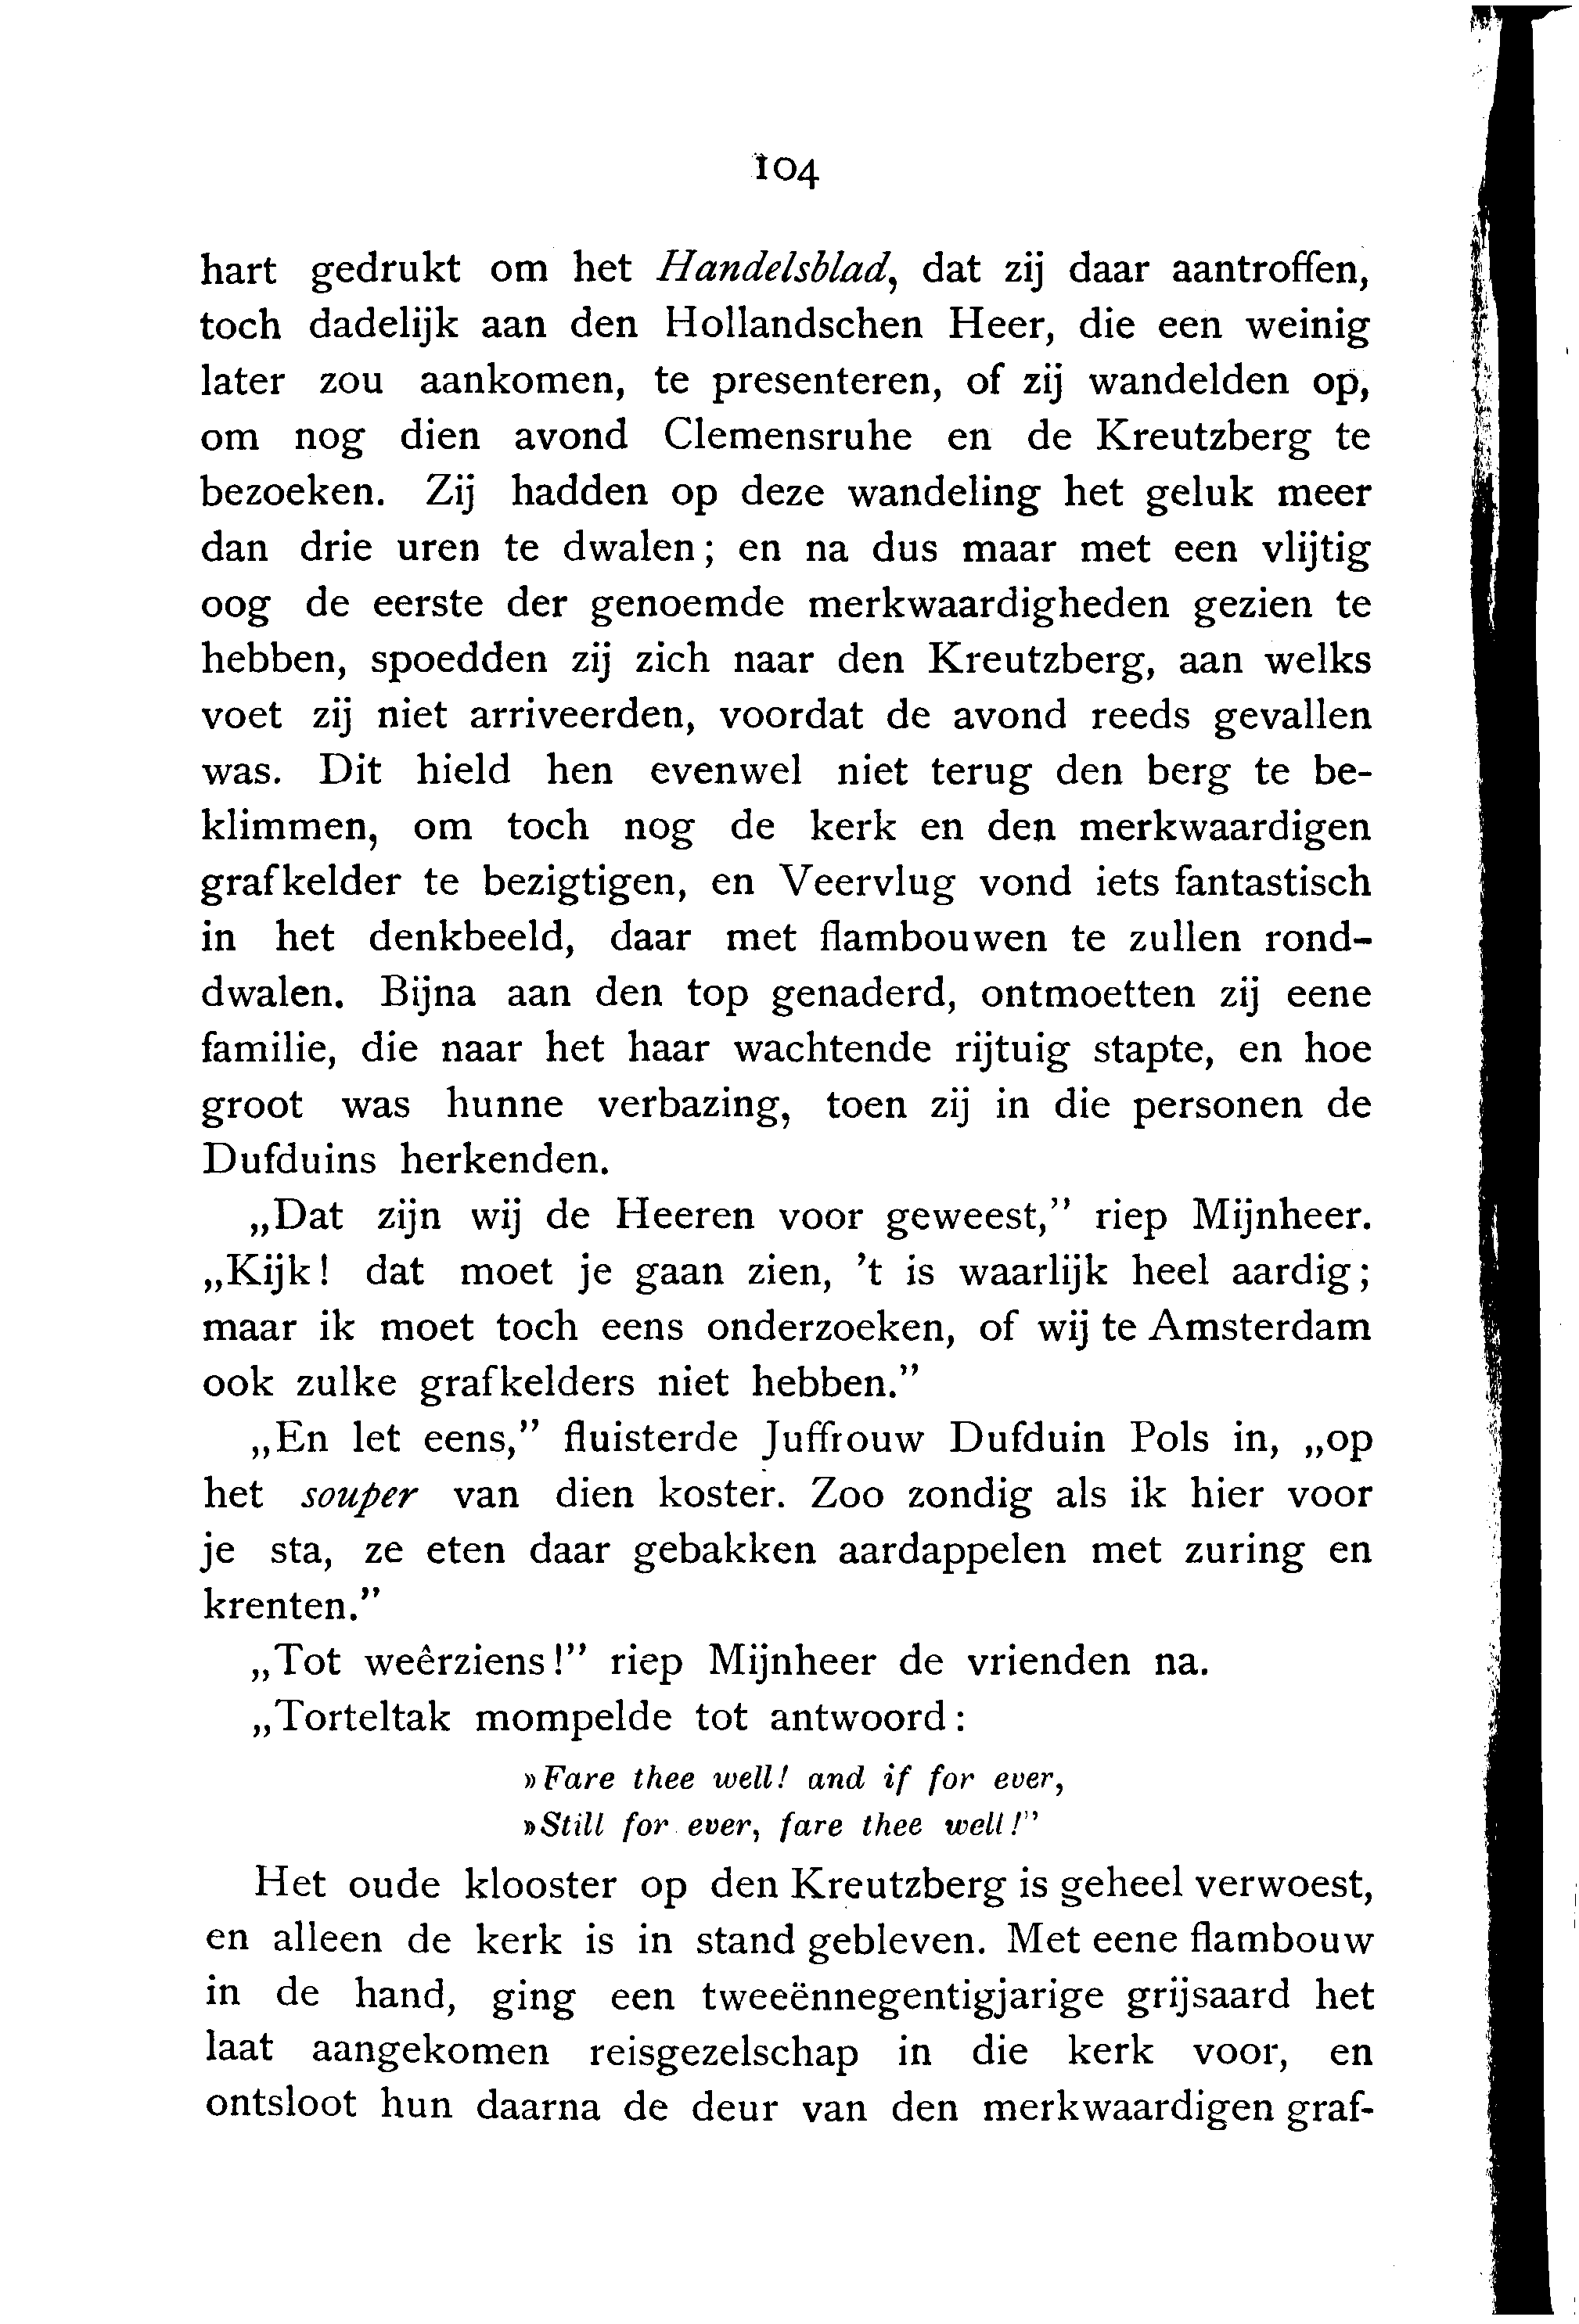 104
hart gedrukt om het Handelsblad, dat zij daar aantroffen,
toch dadelijk aan den Hollandschen Heer, die een weinig
later zou aankomen, te presenteren, of zij wandelden op,
om nog dien avond Clemensruhe en de Kreutzberg te
bezoeken. Zij hadden op deze wandeling het geluk meer
dan drie uren te dwalen; en na dus maar met een vlijtig
oog de eerste der genoemde merkwaardigheden gezien te
hebben, spoedden zij zich naar den Kreutzberg, aan welks
voet zij niet arriveerden, voordat de avond reeds gevallen
was. Dit hield hen evenwel niet terug den berg te be-
klimmen, om toch nog de kerk en den merkwaardigen
grafkelder te bezigtigen, en Veervlug vond iets fantastisch
in het denkbeeld, daar met flambouwen te zullen rond-
dwalen. Bijna aan den top genaderd, ontmoetten zij eene
familie, die naar het haar wachtende rijtuig stapte, en hoe
groot was hunne verbazing, toen zij in die personen de
Dufduins herkenden.
„Dat zijn wij de Heeren voor geweest,” riep Mijnheer.
„Kijk! dat moet je gaan zien, 't is waarlijk heel aardig;
maar ik moet toch eens onderzoeken, of wij te Amsterdam
ook zulke grafkelders niet hebben.”
„En let eens,” fluisterde Juffrouw Dufduin Pols in, „op
het souper van dien koster. Zoo zondig als ik hier voor
je sta, ze eten daar gebakken aardappelen met zuring en
krenten.”
„Tot weêrziens!” riep Mijnheer de vrienden na.
„Torteltak mompelde tot antwoord:
»Fare thee well! and if for ever,
»Still for ever, fare thee well!”
Het oude klooster op den Kreutzberg is geheel verwoest,
en alleen de kerk is in stand gebleven. Met eene flambouw
in de hand, ging een tweeënnegentigjarige grijsaard het
laat aangekomen reisgezelschap in die kerk voor, en
ontsloot hun daarna de deur van den merkwaardigen graf-